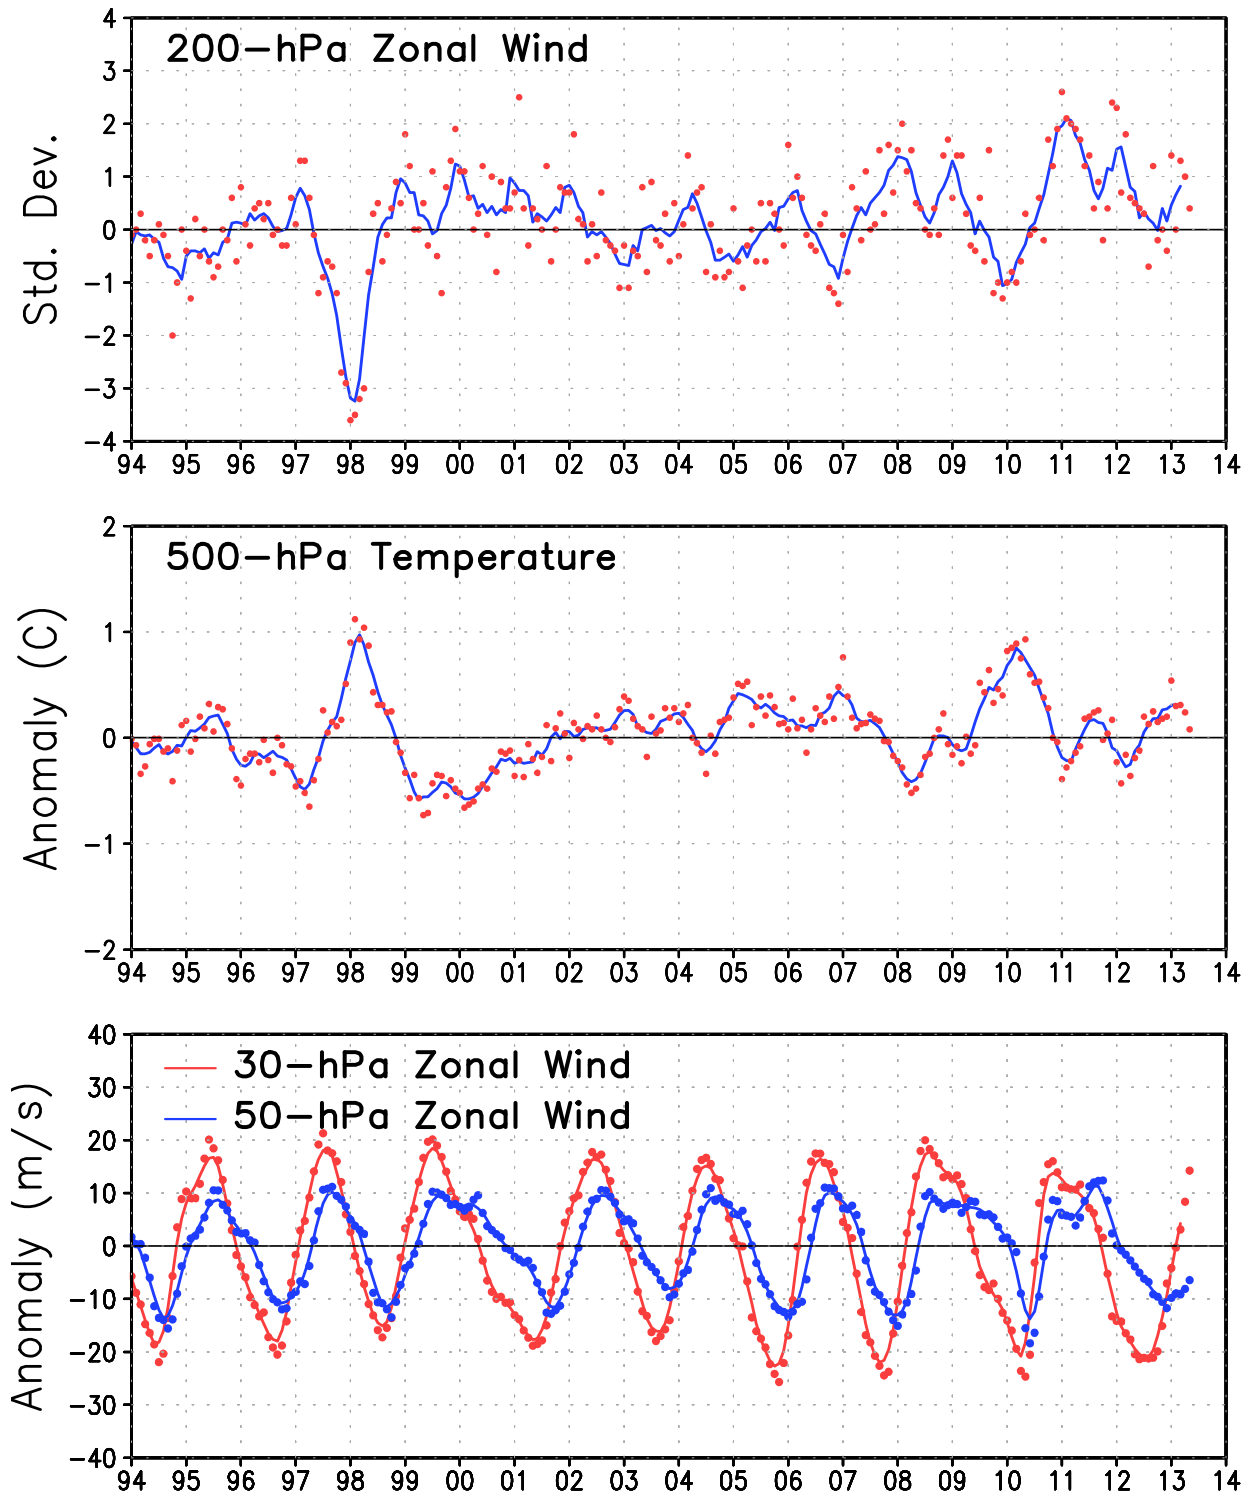 200-hPa Zonal Wind
Std. Dev.
4
3
2
1
0
-1
-2
-3
-4
94 95 96 97 98 99 00 01 02 03 04 05 06 07 08 09 10 11 12 13 14
500-hPa Temperature
Anomaly (C)
2
1
0
-1
-2
94 95 96 97 98 99 00 01 02 03 04 05 06 07 08 09 10 11 12 13 14
30-hPa Zonal Wind
50-hPa Zonal Wind
Anomaly (m/s)
40
30
20
10
0
-10
-20
-30
-40
94 95 96 97 98 99 00 01 02 03 04 05 06 07 08 09 10 11 12 13 14